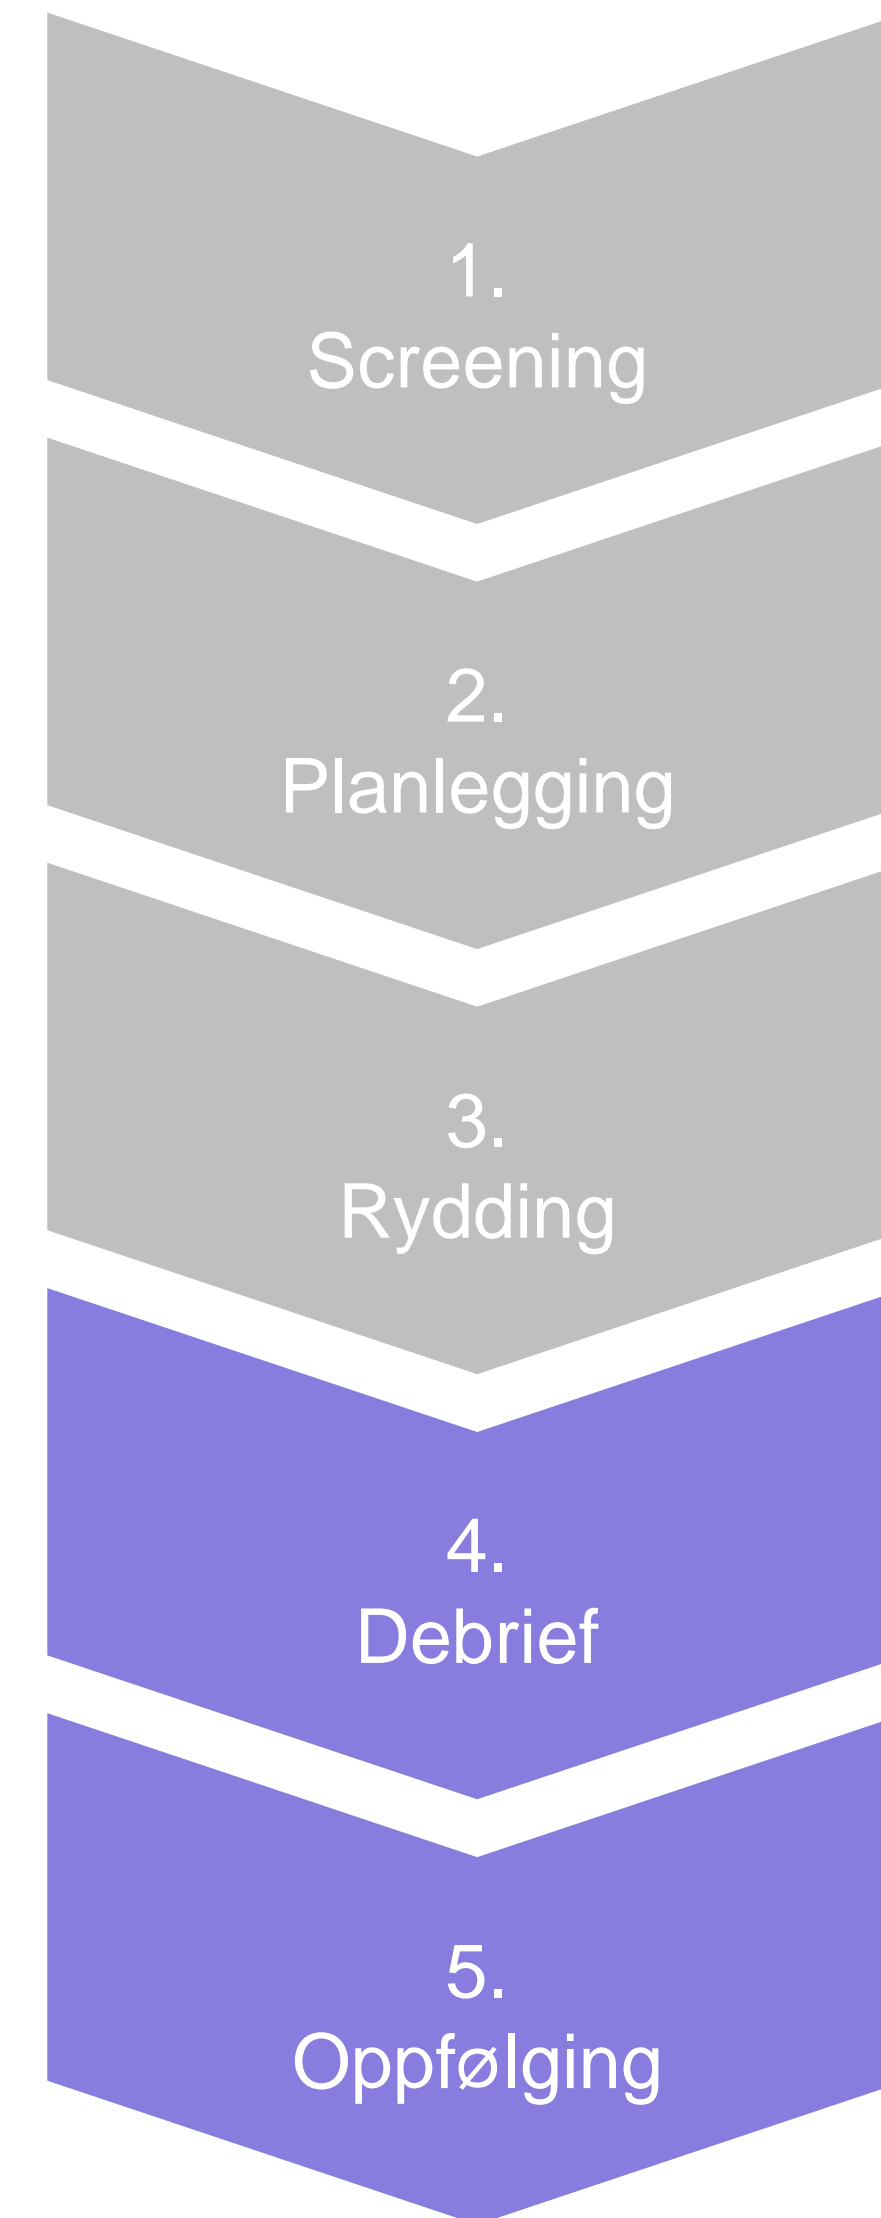 1.
Screening
2.
Planlegging
3.
Rydding
4.
Debrief
5.
Oppfølging